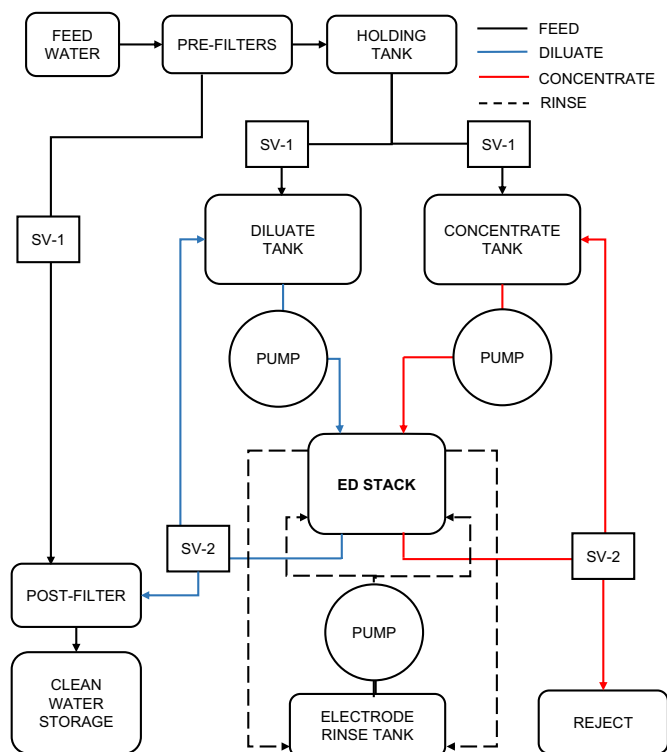 FEED
WATER
PRE-FILTERS
HOLDING
TANK
FEED
DILUATE
CONCENTRATE
RINSE
SV-1
SV-1
SV-1
DILUATE
TANK
CONCENTRATE
TANK
PUMP
PUMP
ED STACK
SV-2
SV-2
POST-FILTER
PUMP
CLEAN
WATER
STORAGE
ELECTRODE
RINSE TANK
REJECT